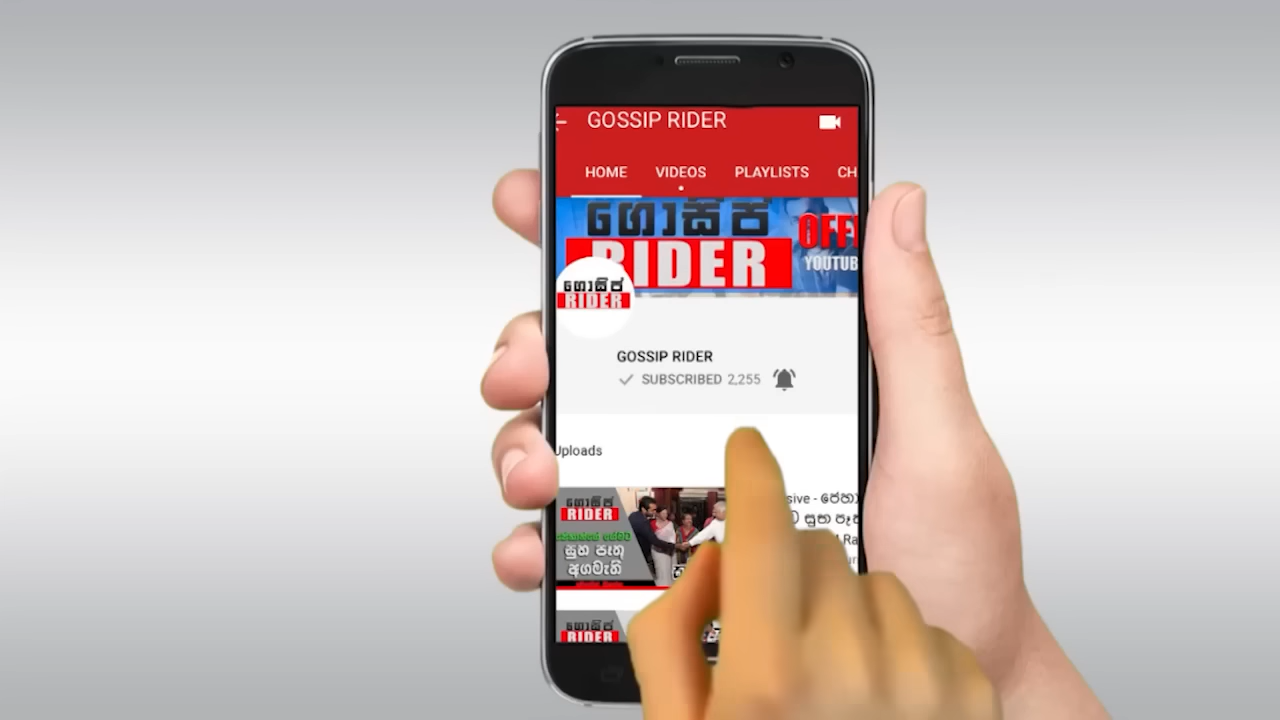 GOSSIP RIDER
HOME VIDEOS PLAYLISTS CH
ගොසිප්
RIDER
OFFI
YOUTUB
ගොසිප්
RIDER
GOSSIP RIDER
SUBSCRIBED 2,255
Uploads
ගොසිප්
RIDER
සුභ පැතු
අගමැති
sive -
සුභ පැතු
ගොසිප්
RIDER